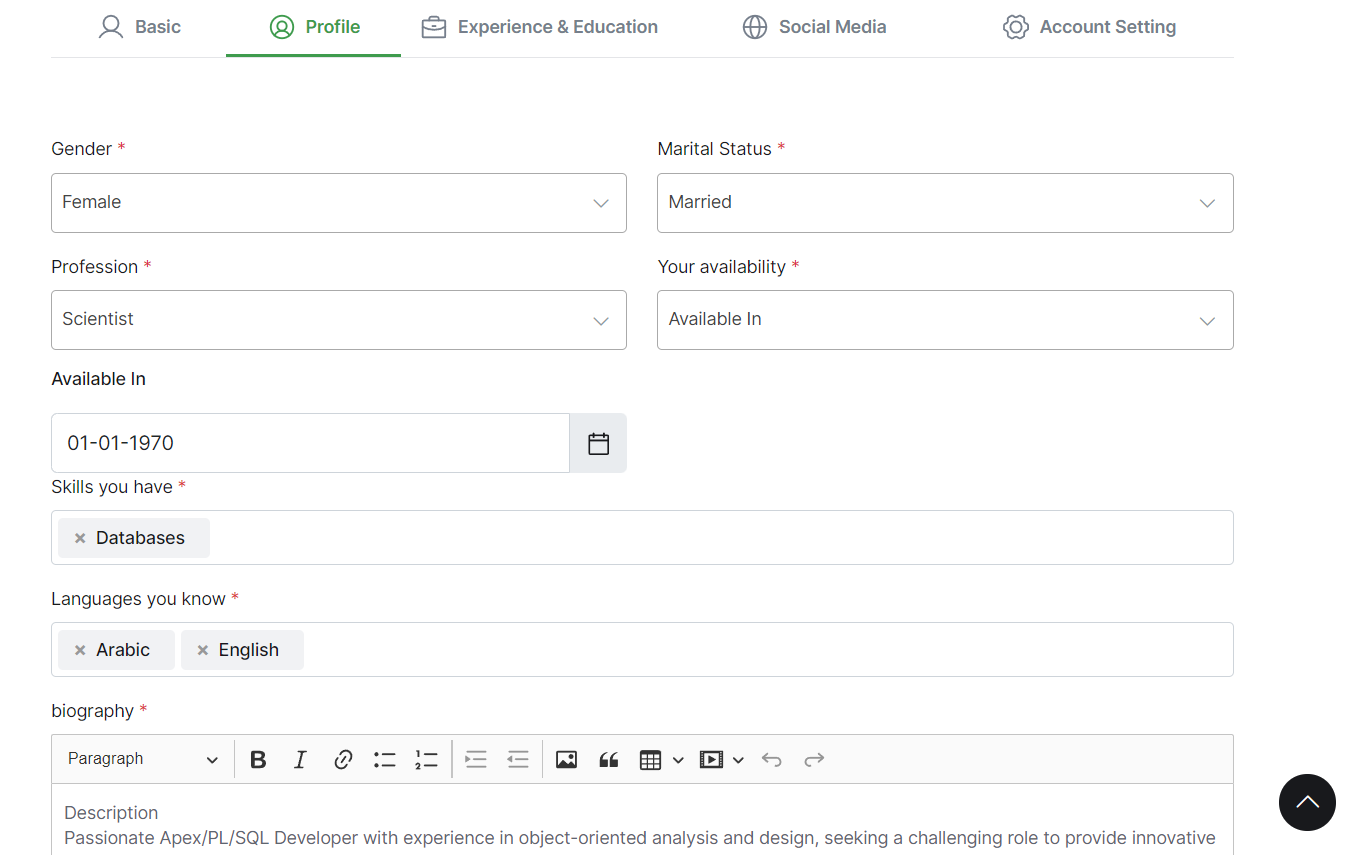 Basic Profile Experience & Education Social Media Account Setting
Gender * Marital Status *
Female Married
Profession * Your availability *
Scientist Available In
Available In
01-01-1970
Skills you have *
× Databases
Languages you know *
× Arabic × English
biography *
Paragraph
Description
Passionate Apex/PL/SQL Developer with experience in object-oriented analysis and design, seeking a challenging role to provide innovative